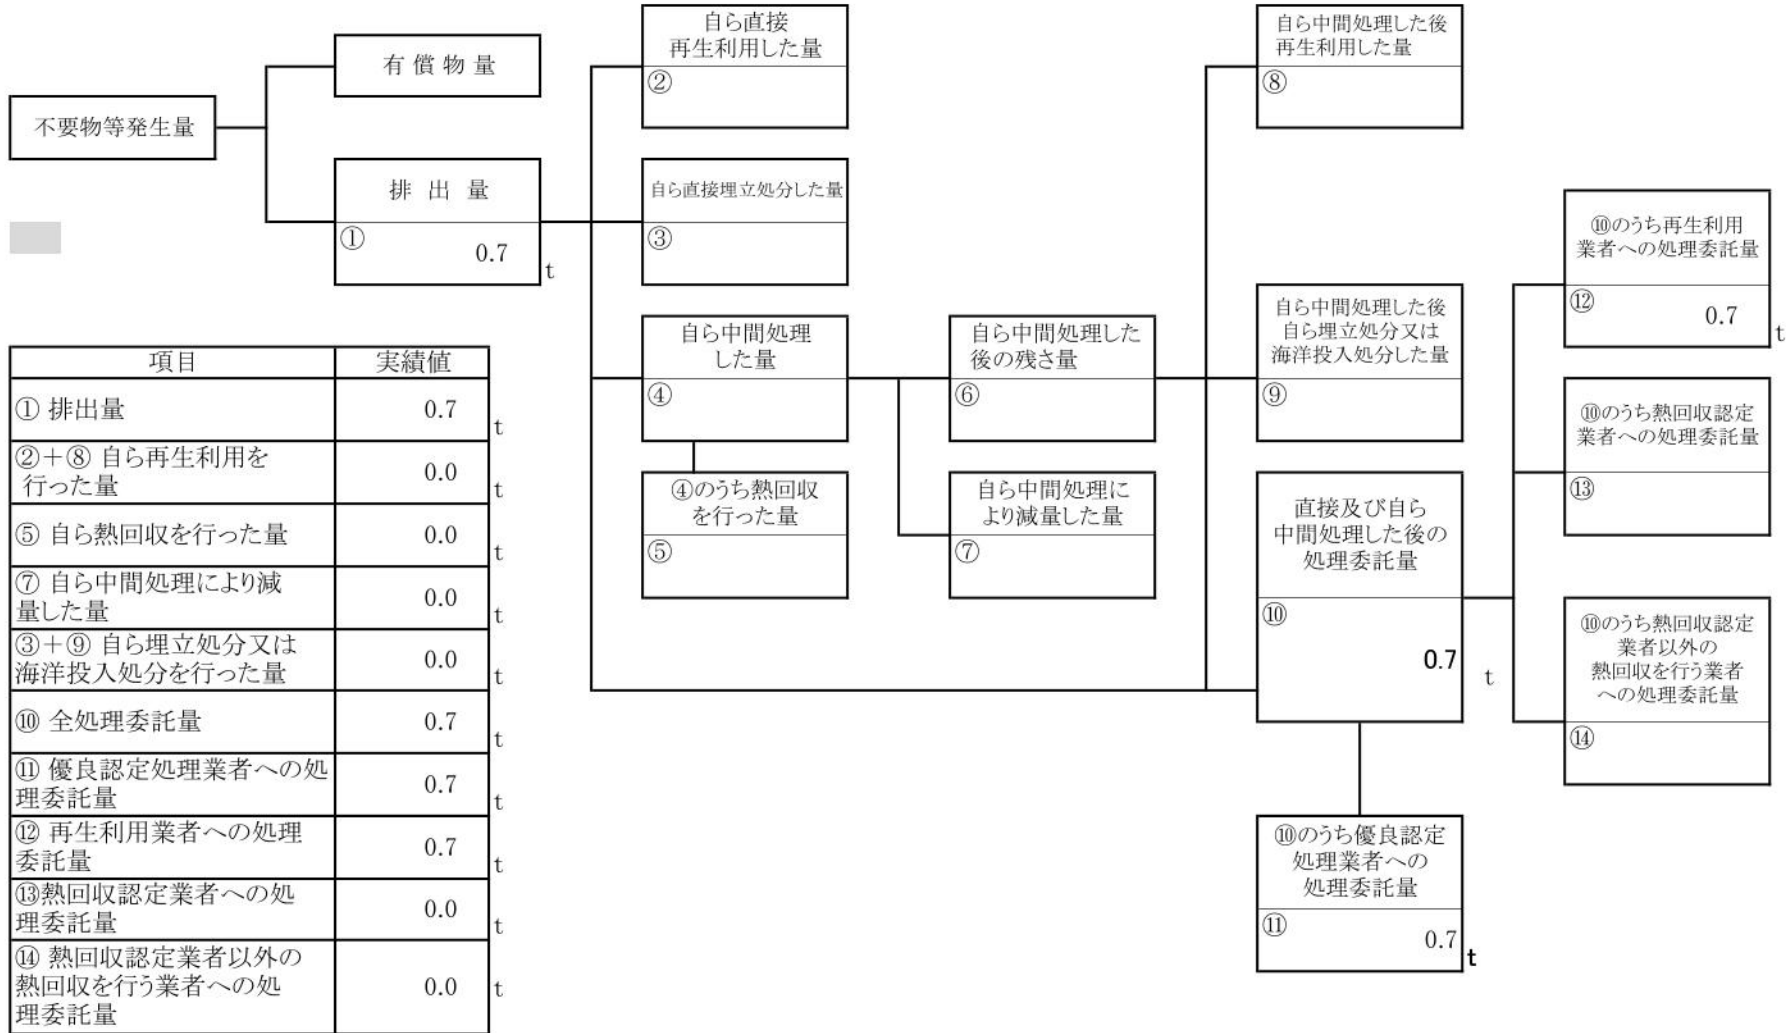 不要物等発生量
有償物量
排出量
①
0.7
t
自ら直接
再生利用した量
②
自ら直接埋立処分した量
③
自ら中間処理
した量
④
④のうち熱回収
を行った量
⑤
自ら中間処理した
後の残さ量
⑥
自ら中間処理に
より減量した量
⑦
自ら中間処理した後
再生利用した量
⑧
自ら中間処理した後
自ら埋立処分又は
海洋投入処分した量
⑨
直接及び自ら
中間処理した後の
処理委託量
⑩
0.7
t
⑩のうち優良認定
処理業者への
処理委託量
⑪
0.7
t
⑩のうち再生利用
業者への処理委託量
⑫
0.7
t
⑩のうち熱回収認定
業者への処理委託量
⑬
⑩のうち熱回収認定
業者以外の
熱回収を行う業者
への処理委託量
⑭
項目 実績値
① 排出量 0.7 t
②+⑧ 自ら再生利用を
行った量 0.0 t
⑤ 自ら熱回収を行った量 0.0 t
⑦ 自ら中間処理により減
量した量 0.0 t
③+⑨ 自ら埋立処分又は
海洋投入処分を行った量 0.0 t
⑩ 全処理委託量 0.7 t
⑪ 優良認定処理業者への処
理委託量 0.7 t
⑫ 再生利用業者への処理
委託量 0.7 t
⑬熱回収認定業者への処
理委託量 0.0 t
⑭ 熱回収認定業者以外の
熱回収を行う業者への処
理委託量 0.0 t